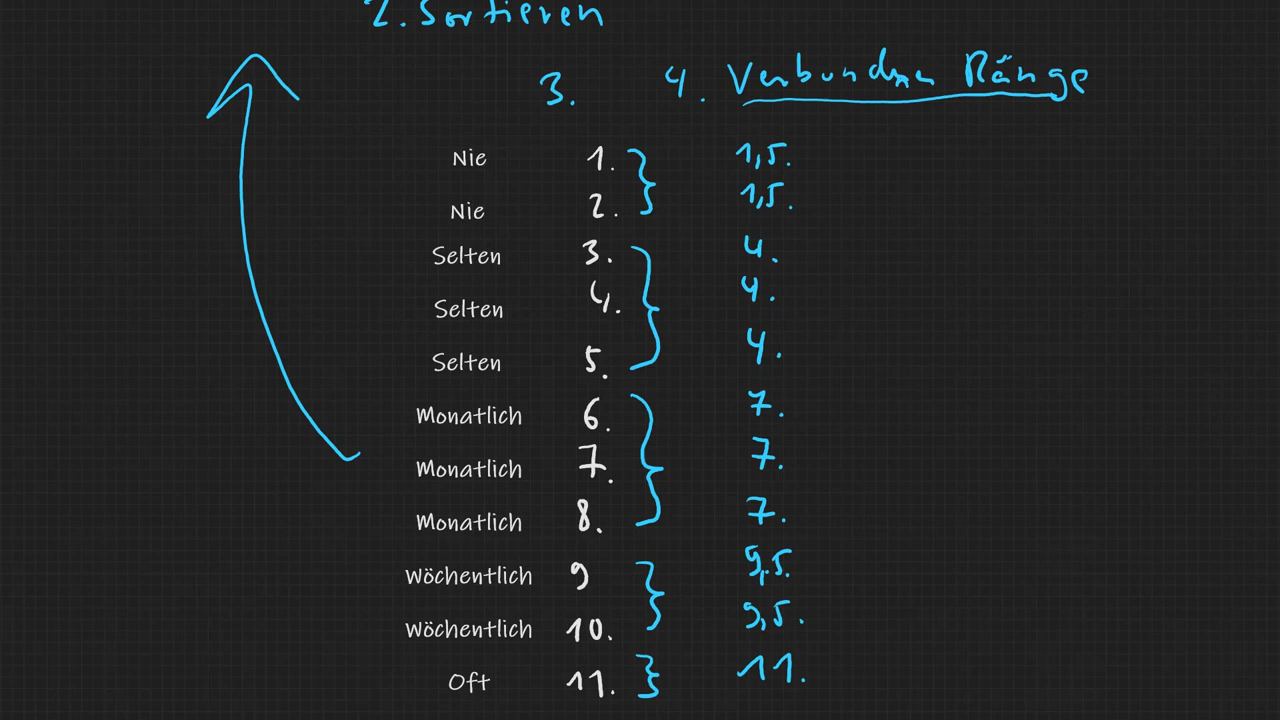 2. Sortieren
3. 4. Verbunden Ränge
Nie 1. 1,5.
Nie 2. 1,5.
Selten 3. 4.
Selten 4. 4.
Selten 5. 4.
Monatlich 6. 7.
Monatlich 7. 7.
Monatlich 8. 7.
Wöchentlich 9 9,5.
Wöchentlich 10. 9,5.
Oft 11. 11.